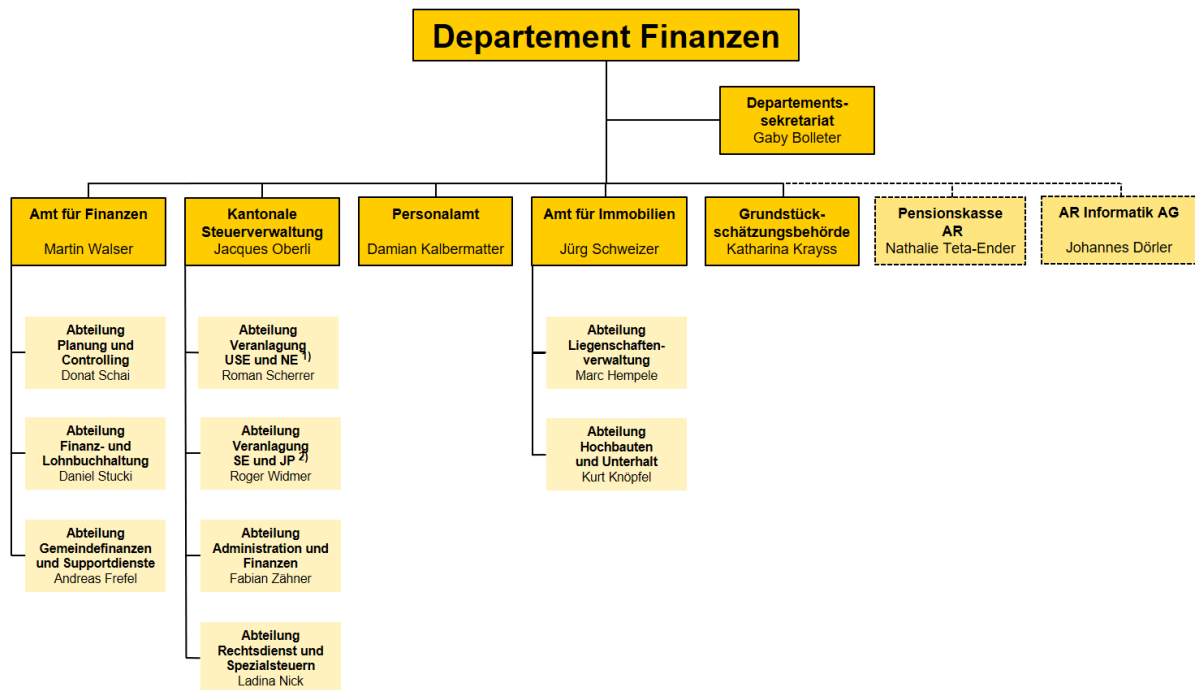 Departement Finanzen
Departements-
sekretariat
Gaby Bolleter
Amt für Finanzen
Martin Walser
Kantonale
Steuerverwaltung
Jacques Oberli
Personalamt
Damian Kalbermatter
Amt für Immobilien
Jürg Schweizer
Grundstück-
schätzungsbehörde
Katharina Krayss
Pensionskasse
AR
Nathalie Teta-Ender
AR Informatik AG
Johannes Dörler
Abteilung
Planung und
Controlling
Donat Schai
Abteilung
Finanz- und
Lohnbuchhaltung
Daniel Stucki
Abteilung
Gemeindefinanzen
und Supportdienste
Andreas Frefel
Abteilung
Veranlagung
USE und NE 1)
Roman Scherrer
Abteilung
Veranlagung
SE und JP 2)
Roger Widmer
Abteilung
Administration und
Finanzen
Fabian Zähner
Abteilung
Rechtsdienst und
Spezialsteuern
Ladina Nick
Abteilung
Liegenschaften-
verwaltung
Marc Hempele
Abteilung
Hochbauten
und Unterhalt
Kurt Knöpfel